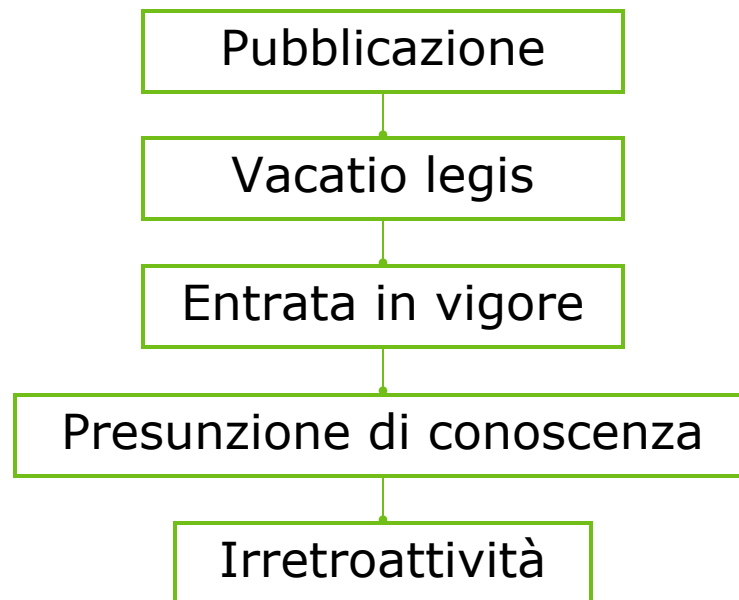 Pubblicazione
Vacatio legis
Entrata in vigore
Presunzione di conoscenza
Irretroattività